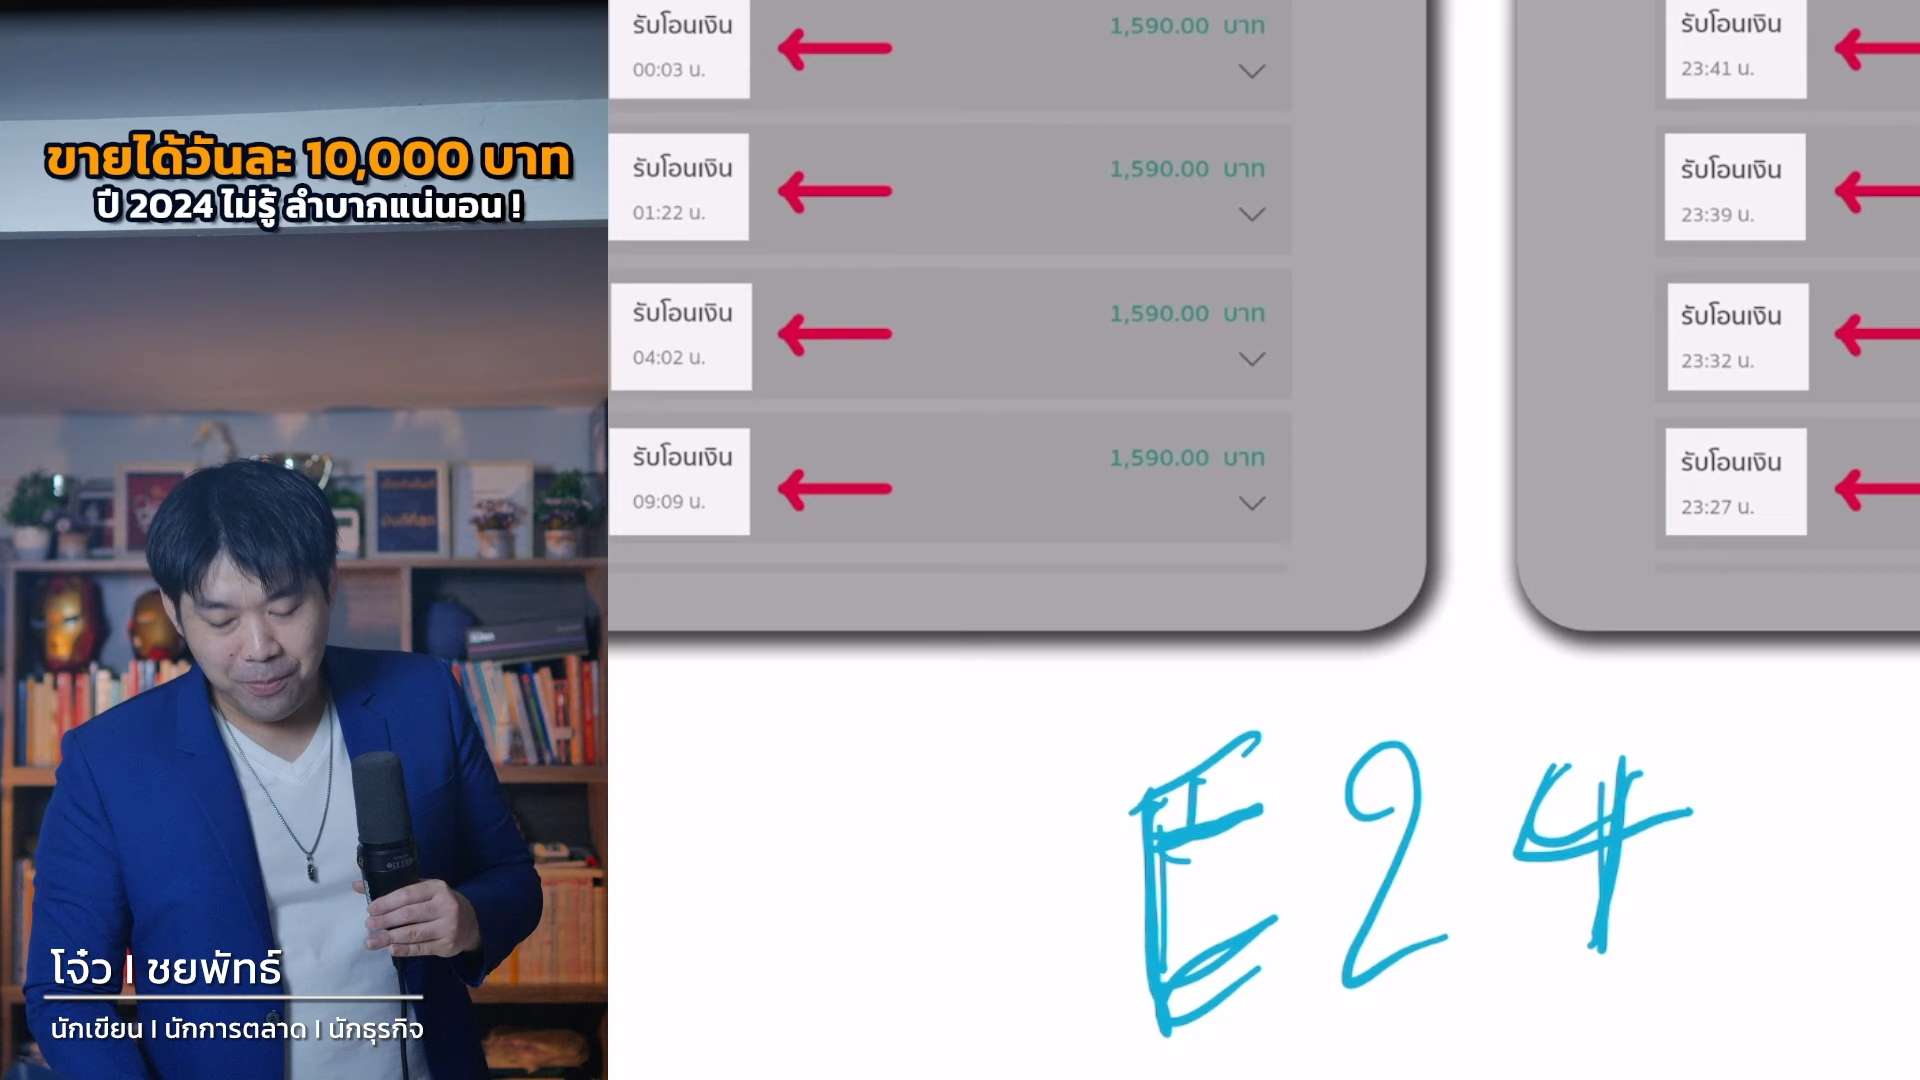 ขายได้วันละ 10,000 บาท
ปี 2024 ไม่รู้ ลำบากแน่นอน !
โจ๋ว I ชยพัทธ์
นักเขียน I นักการตลาด I นักธุรกิจ
รับโอนเงิน 1,590.00 บาท
00:03 น.
รับโอนเงิน 1,590.00 บาท
01:22 น.
รับโอนเงิน 1,590.00 บาท
04:02 น.
รับโอนเงิน 1,590.00 บาท
09:09 น.
รับโอนเงิน
23:41 น.
รับโอนเงิน
23:39 น.
รับโอนเงิน
23:32 น.
รับโอนเงิน
23:27 น.
E24